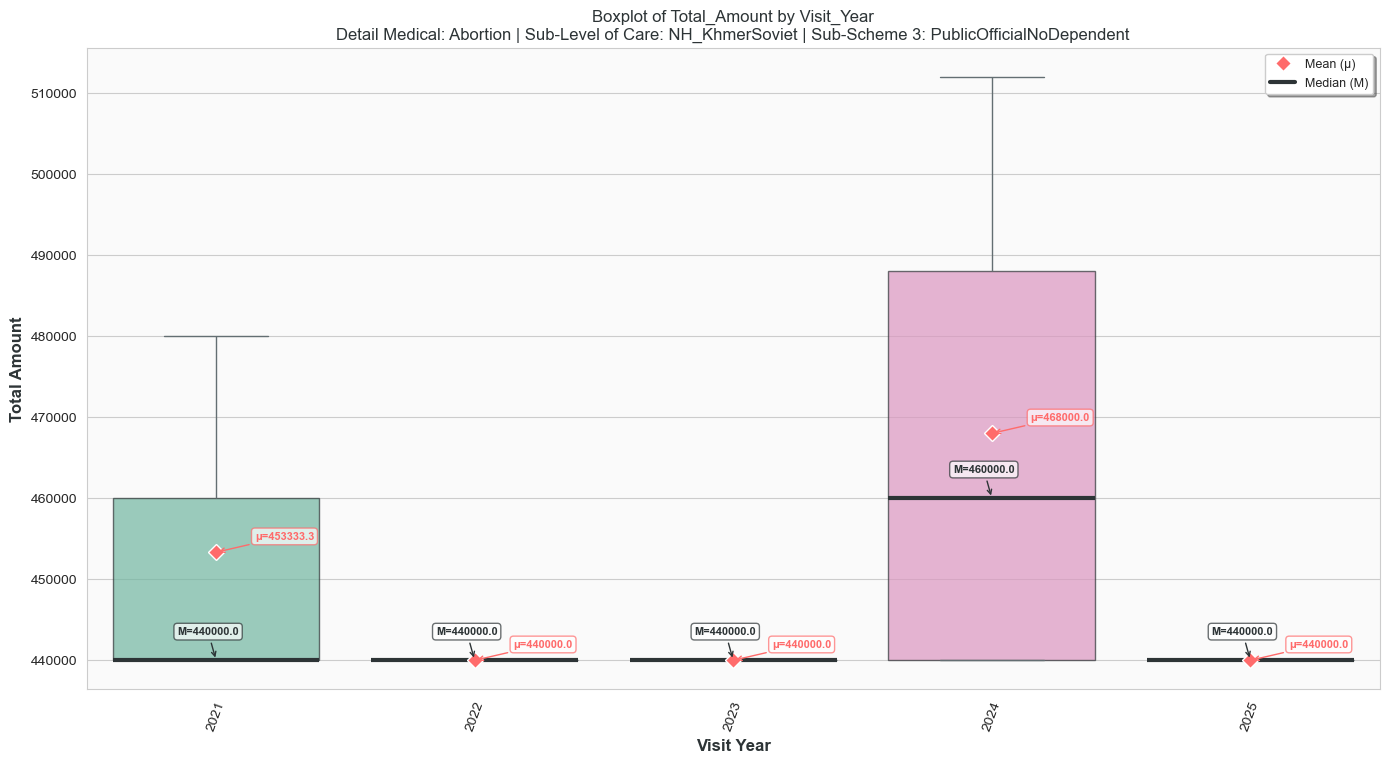 Boxplot of Total_Amount by Visit_Year
Detail Medical: Abortion | Sub-Level of Care: NH_KhmerSoviet | Sub-Scheme 3: PublicOfficialNoDependent
Mean (μ)
Median (M)
Total Amount
510000
500000
490000
480000
470000
460000
450000
440000
μ=453333.3
M=440000.0
M=440000.0
μ=440000.0
M=440000.0
μ=440000.0
μ=468000.0
M=460000.0
M=440000.0
μ=440000.0
2021
2022
2023
2024
2025
Visit Year